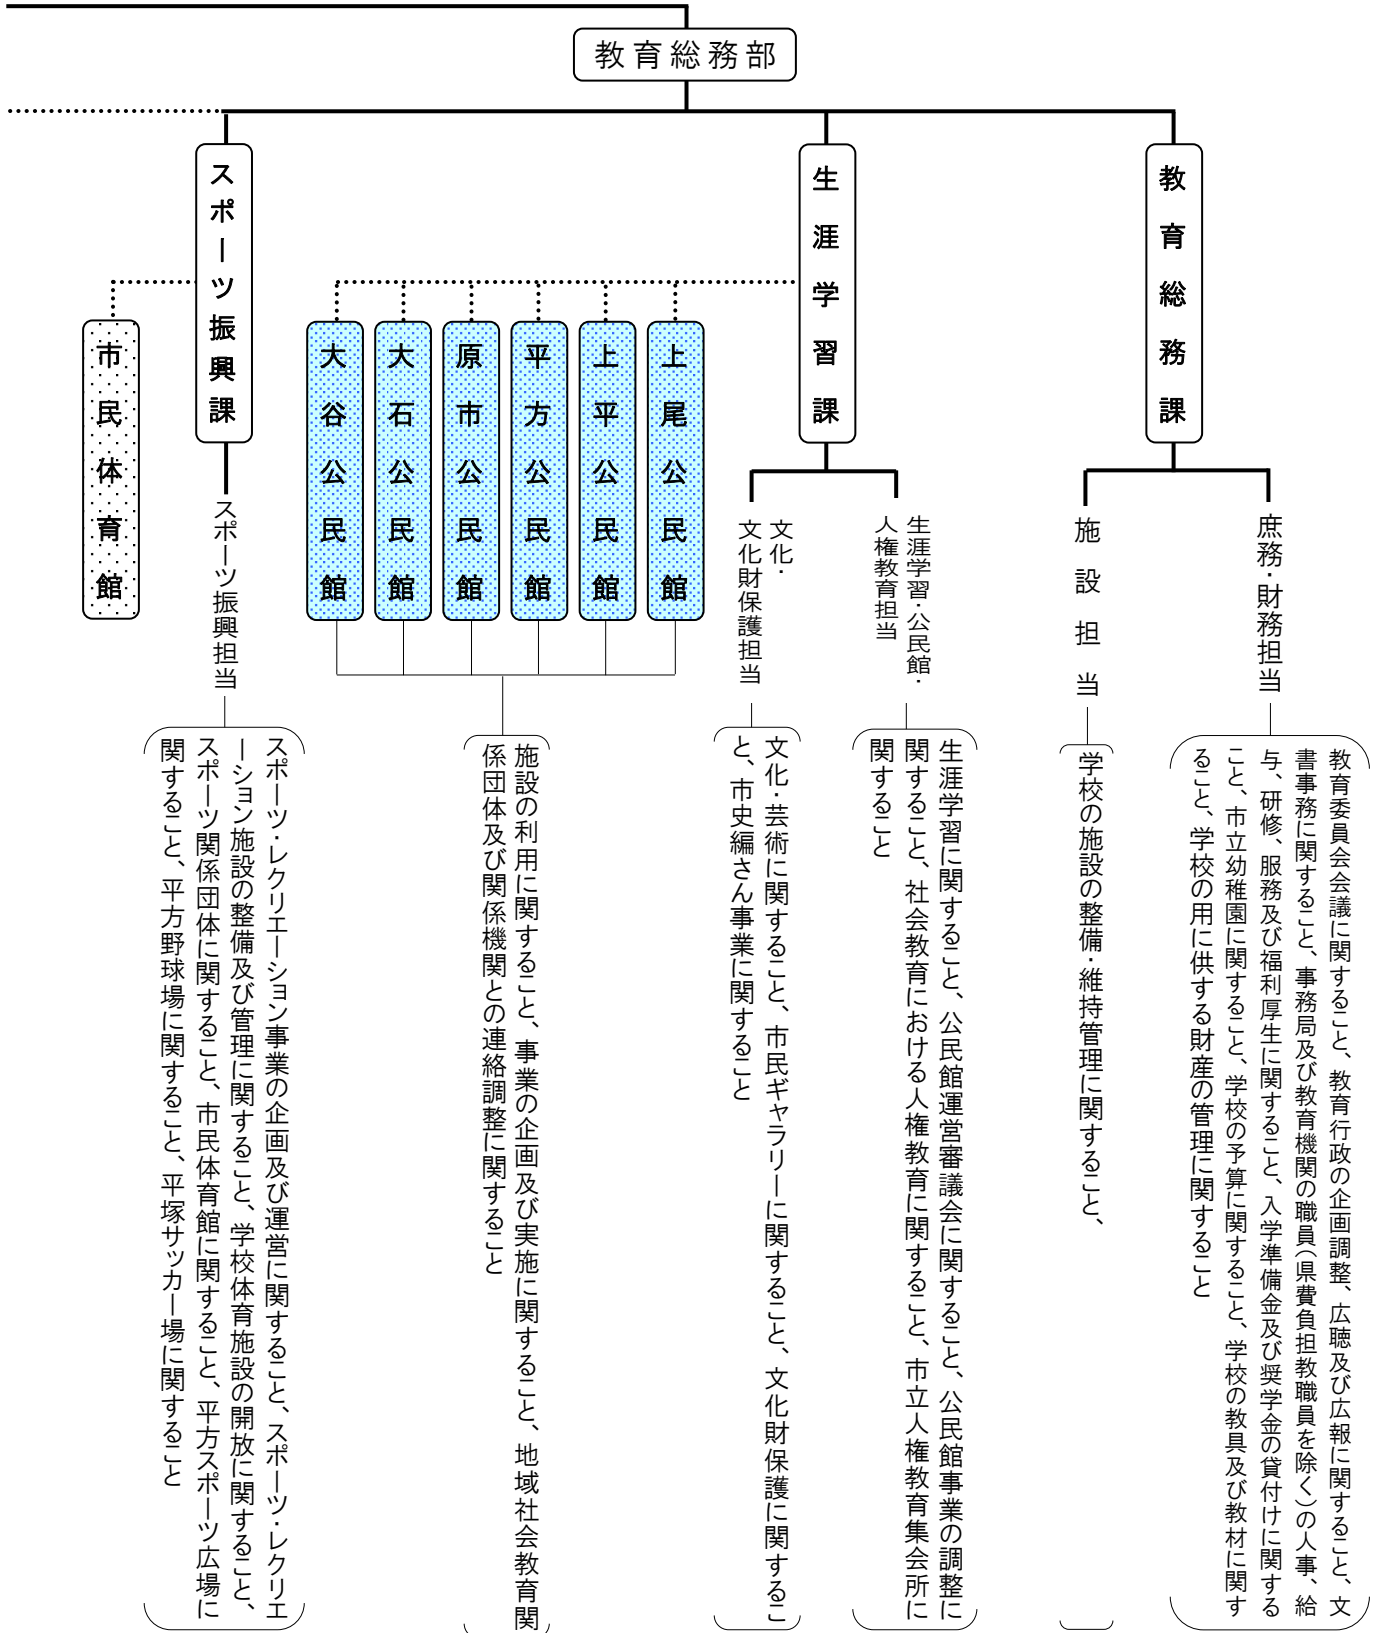 教育総務部
教育総務課
生涯学習課
スポーツ振興課
上尾公民館
上平公民館
平方公民館
原市公民館
大石公民館
大谷公民館
市民体育館
庶務・財務担当
施設担当
生涯学習・公民館・
人権教育担当
文化・
文化財保護担当
スポーツ振興担当
教育委員会会議に関すること、教育行政の企画調整、広聴及び広報に関すること、文
書事務に関すること、事務局及び教育機関の職員(県費負担教職員を除く)の人事、給
与、研修、服務及び福利厚生に関すること、入学準備金及び奨学金の貸付けに関する
こと、市立幼稚園に関すること、学校の予算に関すること、学校の教具及び教材に関す
ること、学校の用に供する財産の管理に関すること
学校の施設の整備・維持管理に関すること、
生涯学習に関すること、公民館運営審議会に関すること、公民館事業の調整に
関すること、社会教育における人権教育に関すること、市立人権教育集会所に
関すること
文化・芸術に関すること、市民ギャラリーに関すること、文化財保護に関するこ
と、市史編さん事業に関すること
施設の利用に関すること、事業の企画及び実施に関すること、地域社会教育関
係団体及び関係機関との連絡調整に関すること
スポーツ・レクリエーション事業の企画及び運営に関すること、スポーツ・レクリエ
ーション施設の整備及び管理に関すること、学校体育施設の開放に関すること、
スポーツ関係団体に関すること、市民体育館に関すること、平方スポーツ広場に
関すること、平方野球場に関すること、平塚サッカー場に関すること